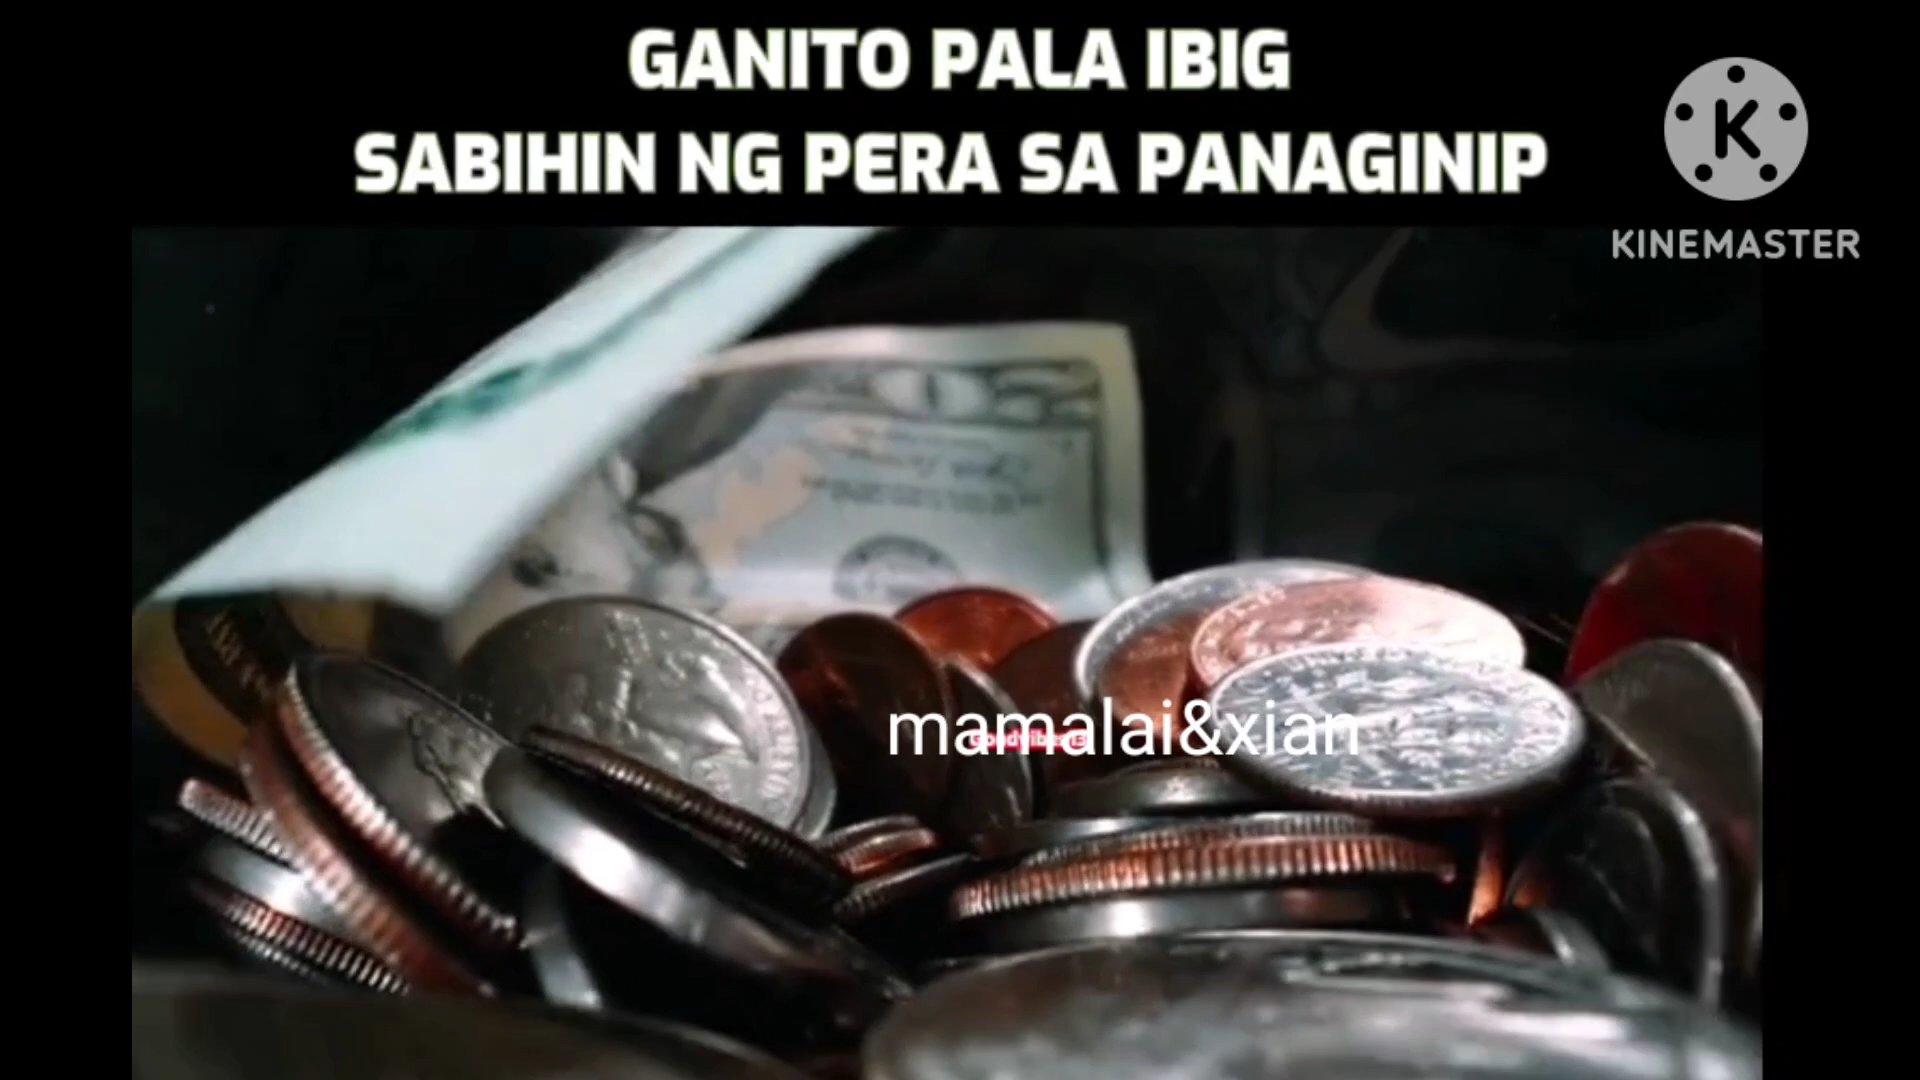 GANITO PALA IBIG
SABIHIN NG PERA SA PANAGINIP
K
KINEMASTER
mamalai&xian